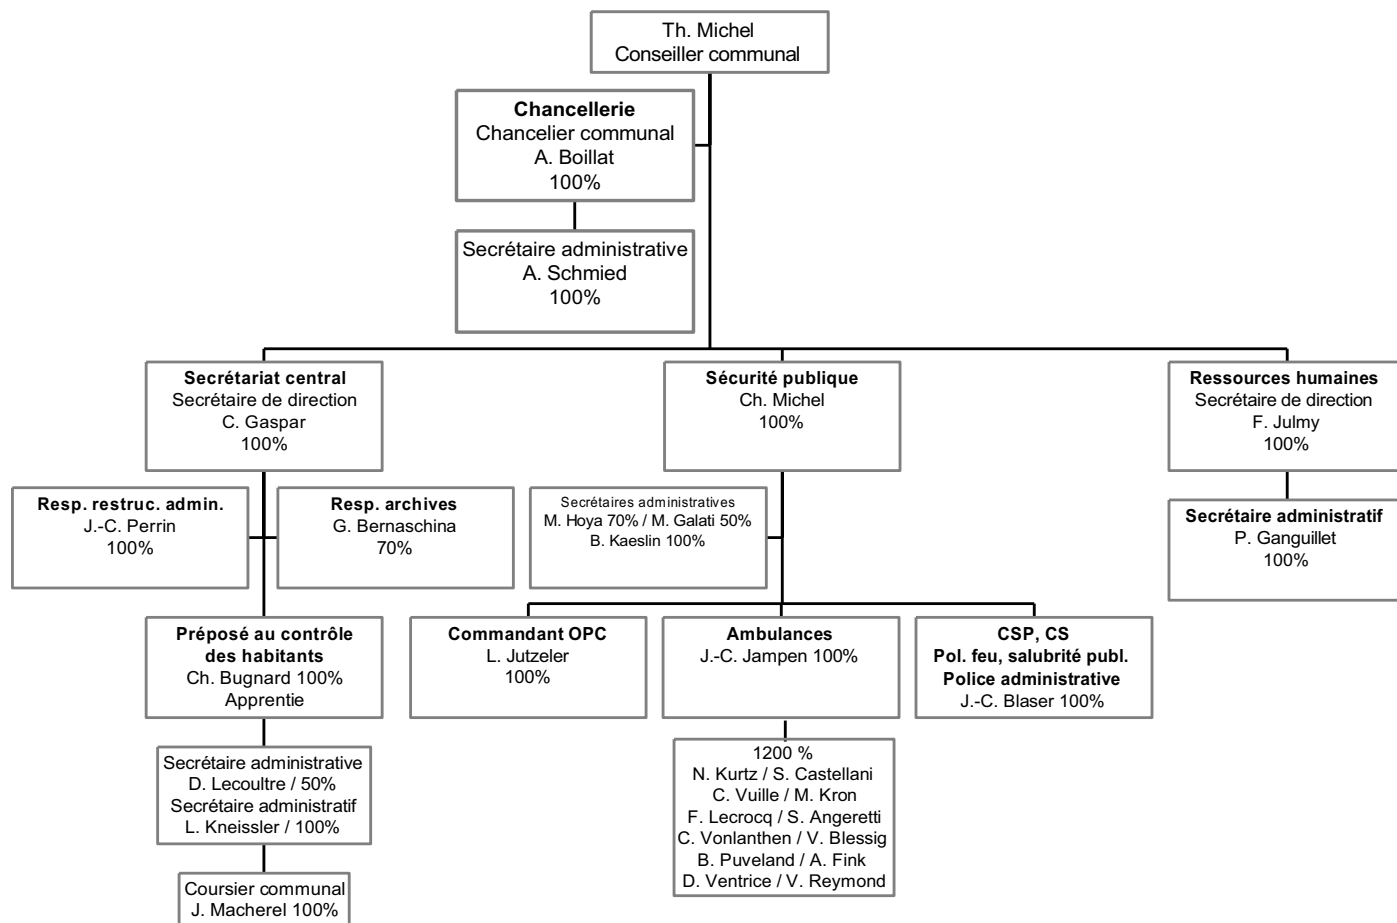 Th. Michel
Conseiller communal
Chancellerie
Chancelier communal
A. Boillat
100%
Secrétaire administrative
A. Schmied
100%
Secrétariat central
Secrétaire de direction
C. Gaspar
100%
Sécurité publique
Ch. Michel
100%
Ressources humaines
Secrétaire de direction
F. Julmy
100%
Resp. restruc. admin.
J.-C. Perrin
100%
Resp. archives
G. Bernaschina
70%
Secrétaires administratives
M. Hoya 70% / M. Galati 50%
B. Kaeslin 100%
Secrétaire administratif
P. Ganguillet
100%
Préposé au contrôle
des habitants
Ch. Bugnard 100%
Apprentie
Commandant OPC
L. Jutzeler
100%
Ambulances
J.-C. Jampen 100%
CSP, CS
Pol. feu, salubrité publ.
Police administrative
J.-C. Blaser 100%
Secrétaire administrative
D. Lecoultre / 50%
Secrétaire administratif
L. Kneissler / 100%
1200 %
N. Kurtz / S. Castellani
C. Vuille / M. Kron
F. Lecrocq / S. Angeretti
C. Vonlanthen / V. Blessig
B. Puveland / A. Fink
D. Ventrice / V. Reymond
Coursier communal
J. Macherel 100%